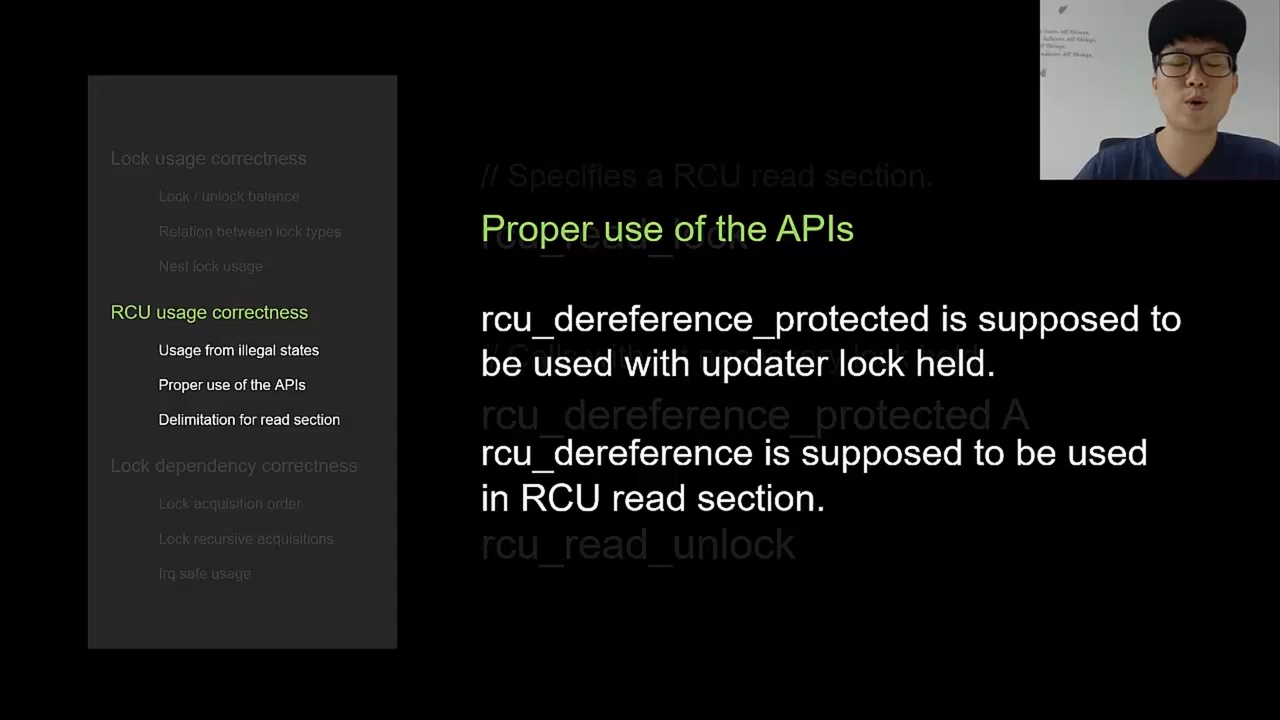 Lock usage correctness
Lock / unlock balance
Relation between lock types
Nest lock usage
RCU usage correctness
Usage from illegal states
Proper use of the APIs
Delimitation for read section
Lock dependency correctness
Lock acquisition order
Lock recursive acquisitions
Irq safe usage
// Specifies a RCU read section.
rcu_read_lock
Proper use of the APIs
rcu_dereference_protected is supposed to
be used with updater lock held.
rcu_dereference_protected A
rcu_dereference is supposed to be used
in RCU read section.
rcu_read_unlock